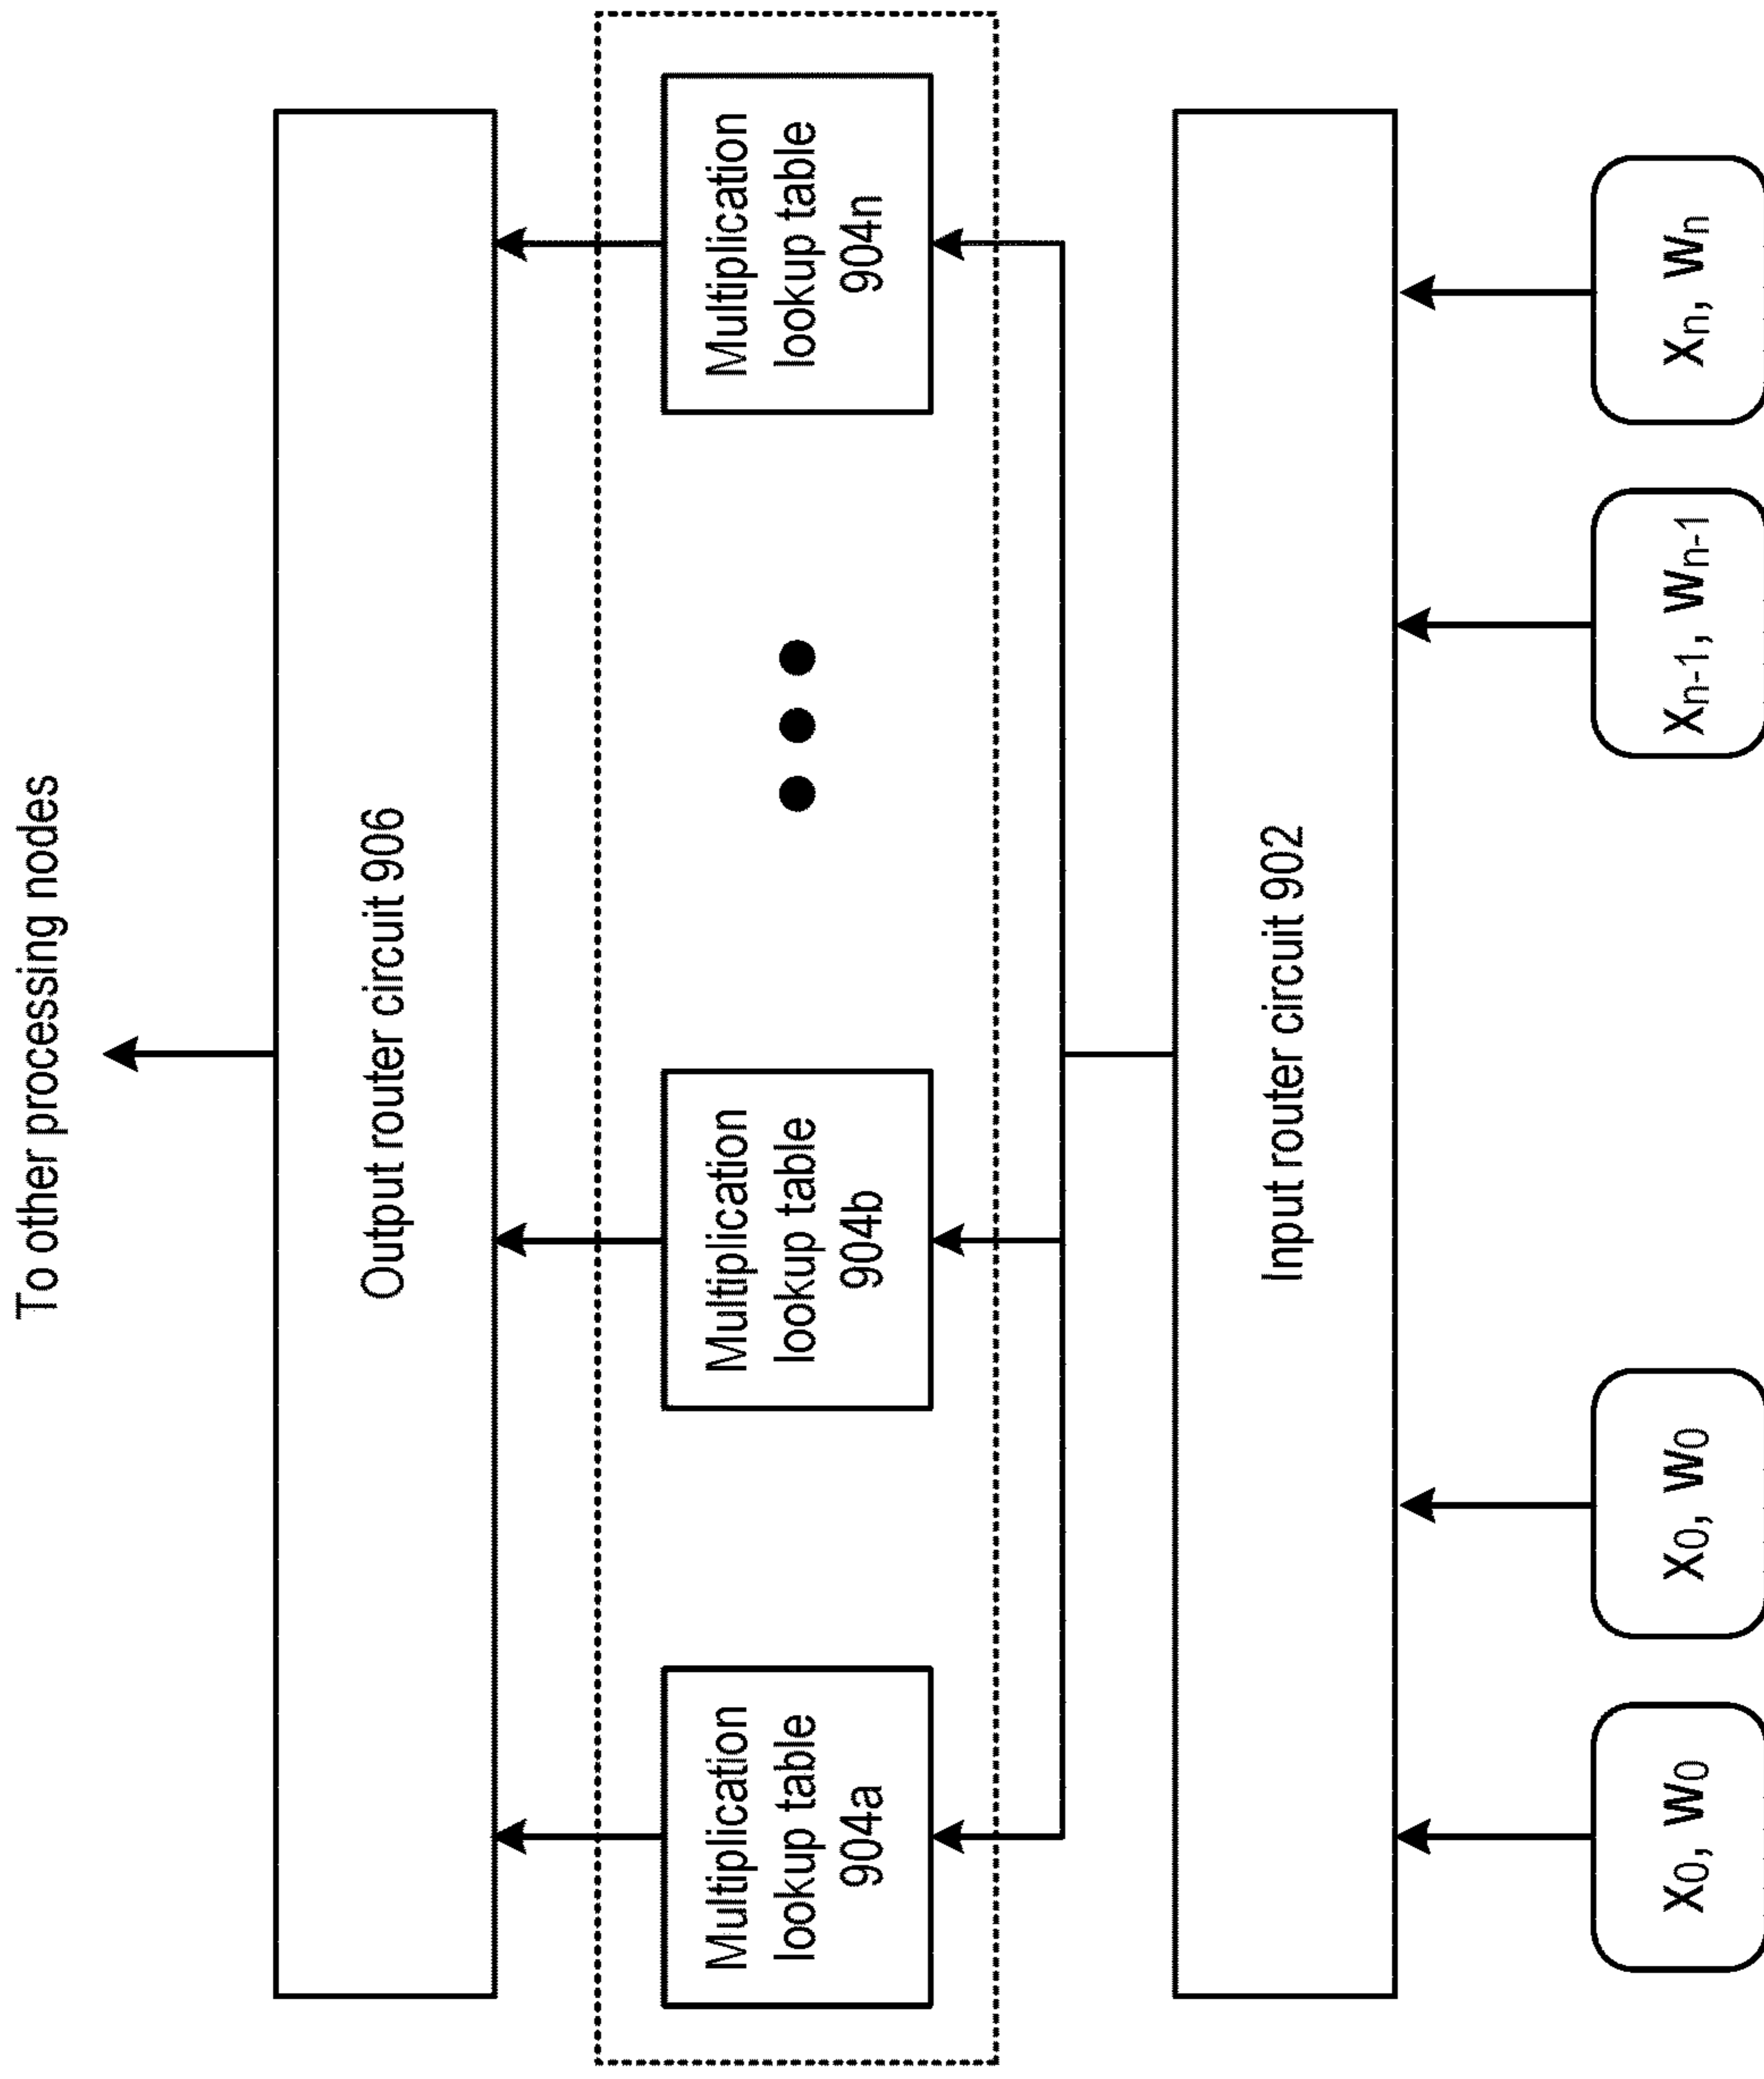 To other processing nodes
Output router circuit 906
Multiplication
lookup table
904a
Multiplication
lookup table
904b
Multiplication
lookup table
904n
Input router circuit 902
x0, w0
x0, w0
xn-1, wn-1
xn, wn